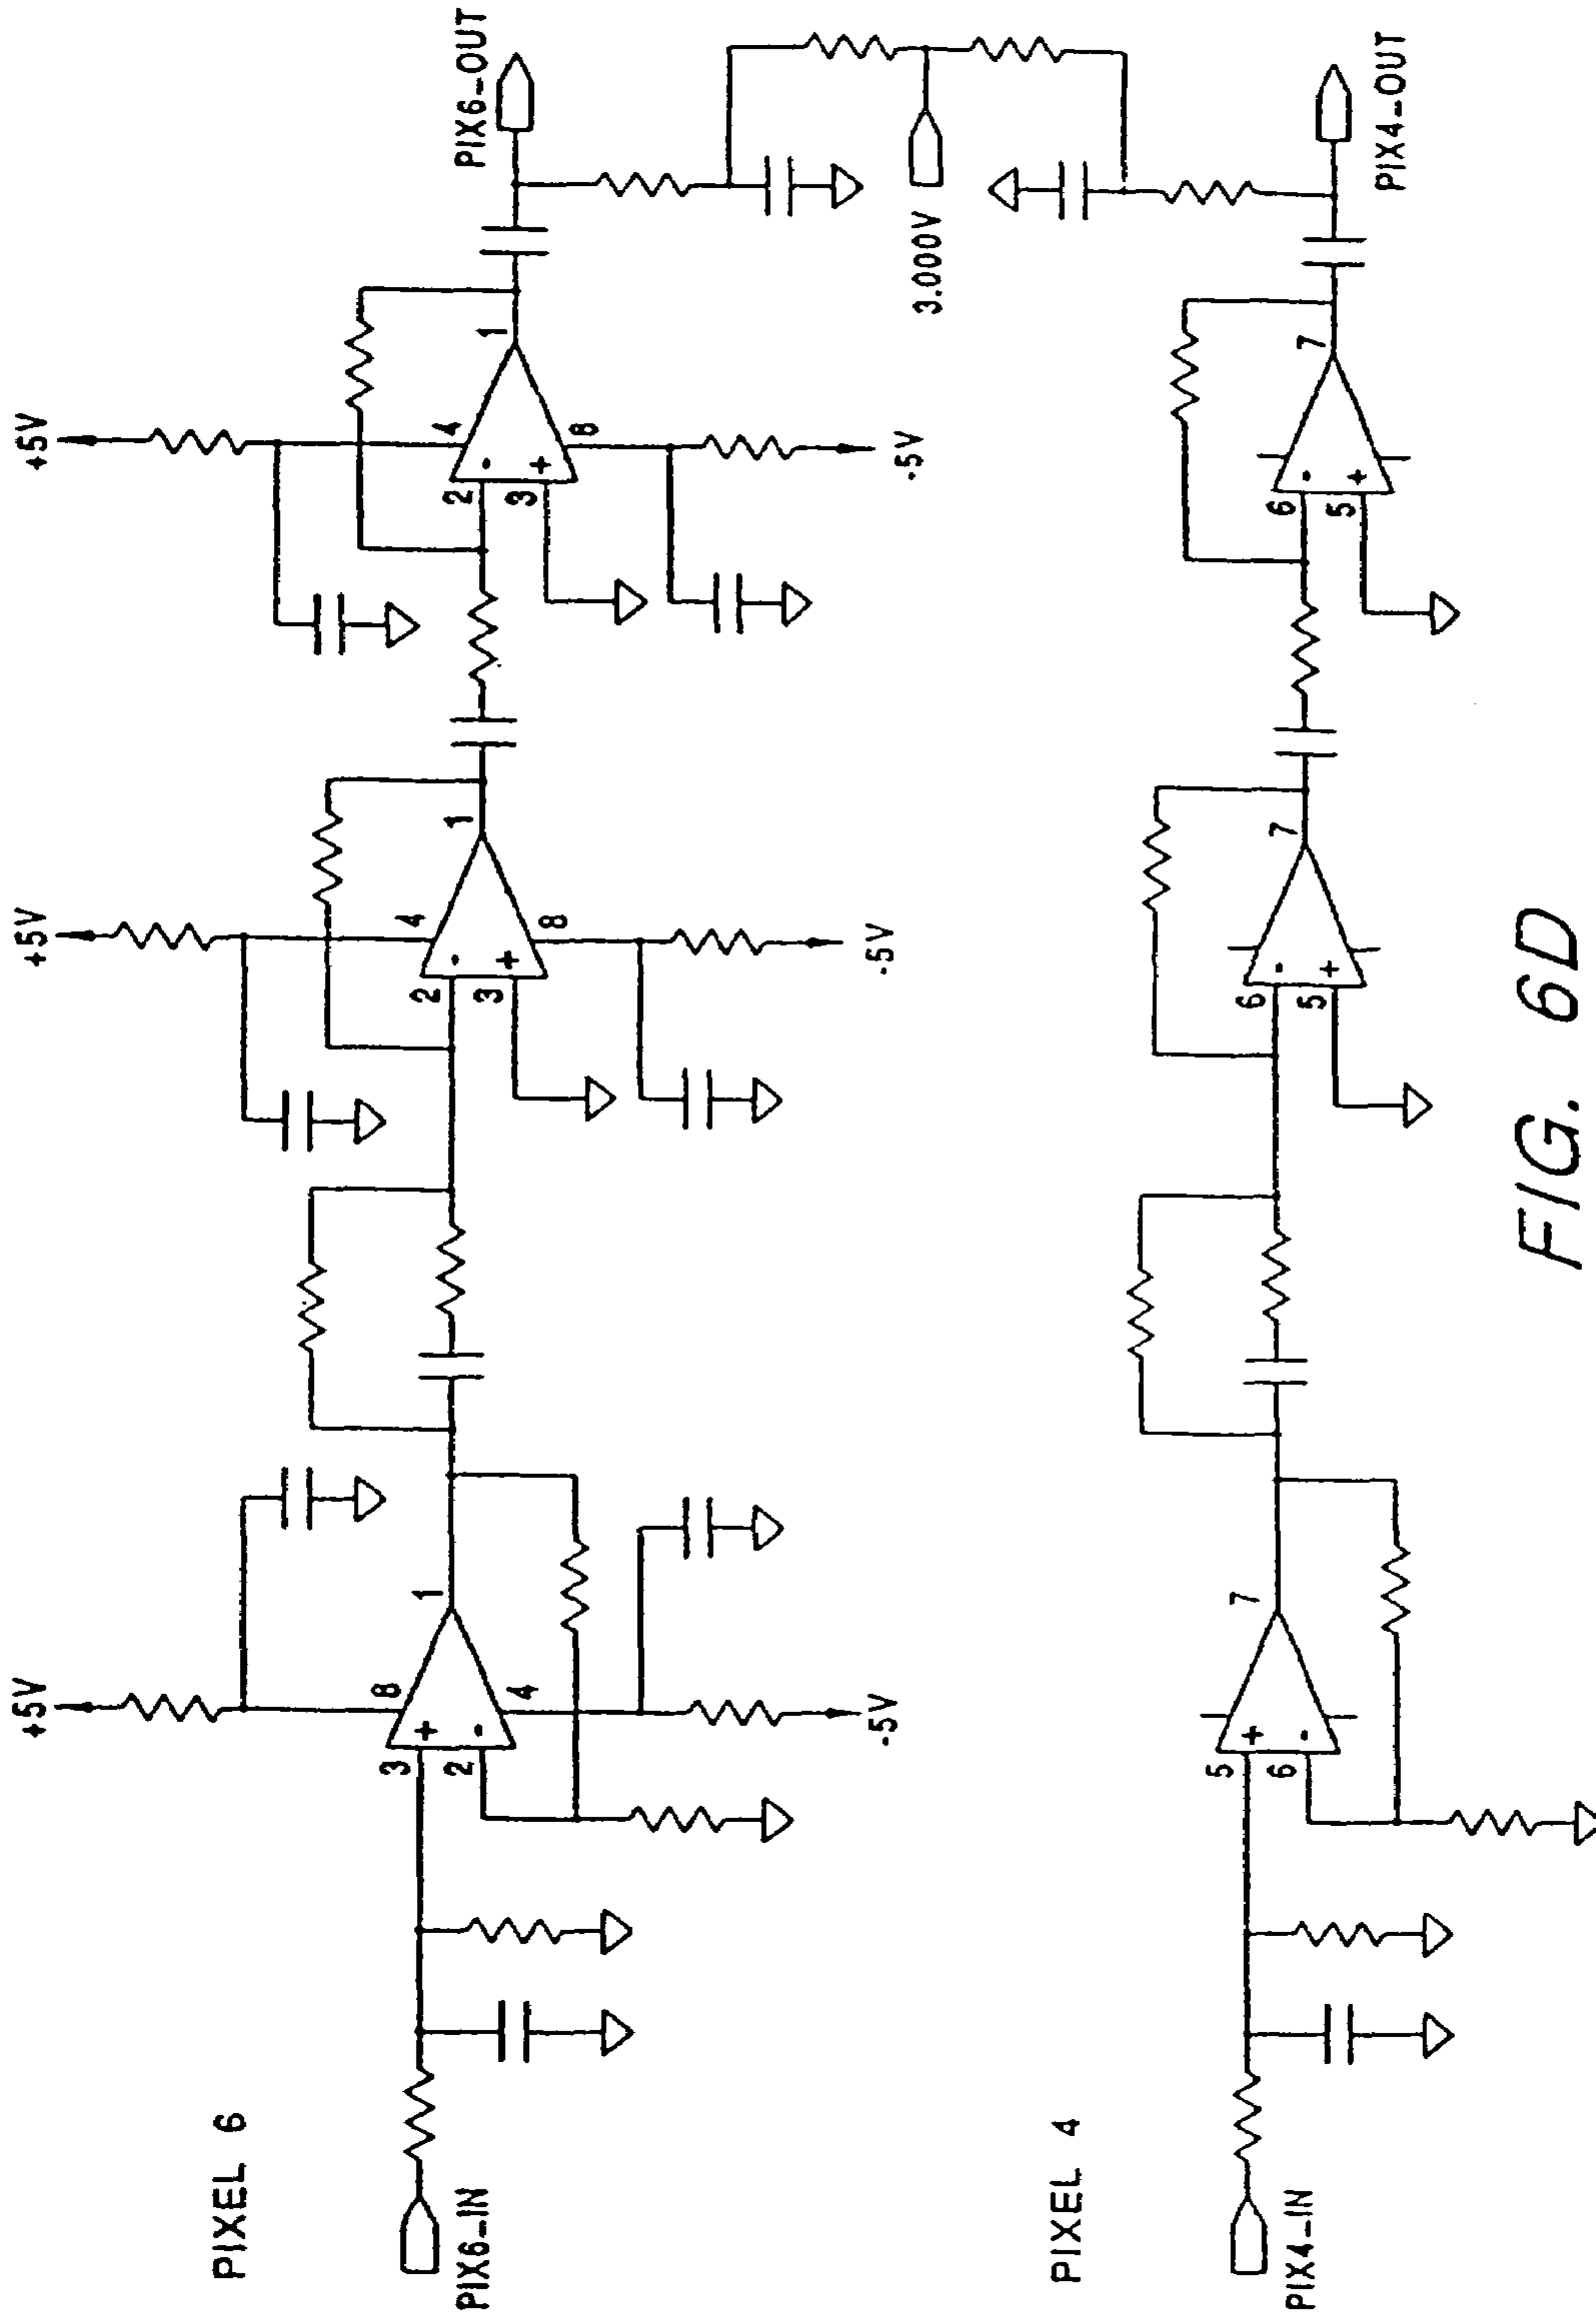 PIXEL 6
+5V
+5V
+5V
PIX6-IN
3
2
+
-
8
4
1
-5V
2
3
-
+
4
8
1
-5V
2
3
-
+
4
8
1
-5V
PIX6-OUT
3.000V
PIXEL 4
PIX4-IN
5
6
+
-
7
6
5
-
+
7
6
5
-
+
7
PIX4-OUT
FIG. 6D